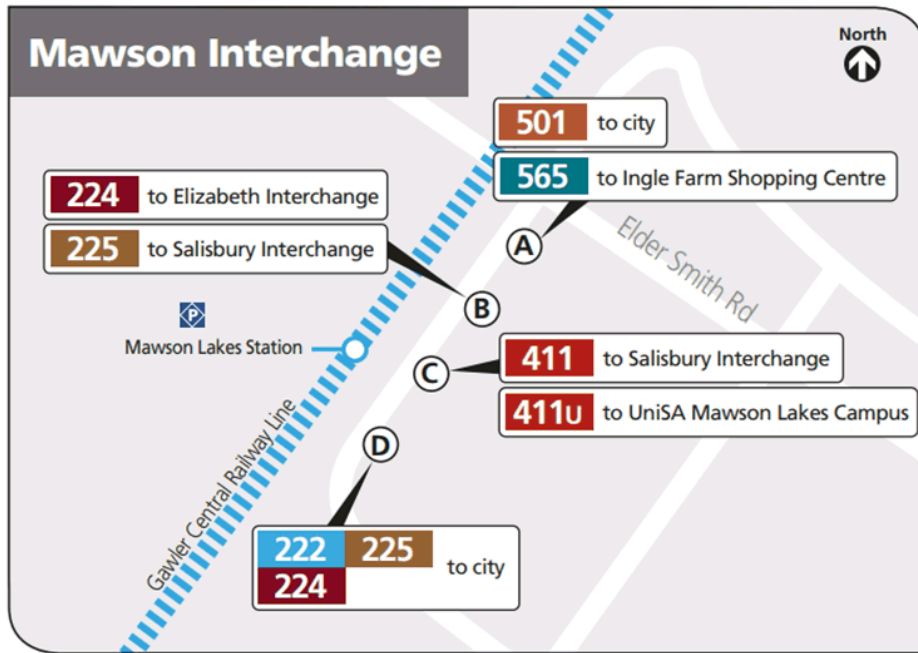 Mawson Interchange
North
501 to city
565 to Ingle Farm Shopping Centre
224 to Elizabeth Interchange
225 to Salisbury Interchange
A
Elder Smith Rd
B
P
Mawson Lakes Station
C
411 to Salisbury Interchange
411U to UniSA Mawson Lakes Campus
D
Gawler Central Railway Line
222 225 to city
224